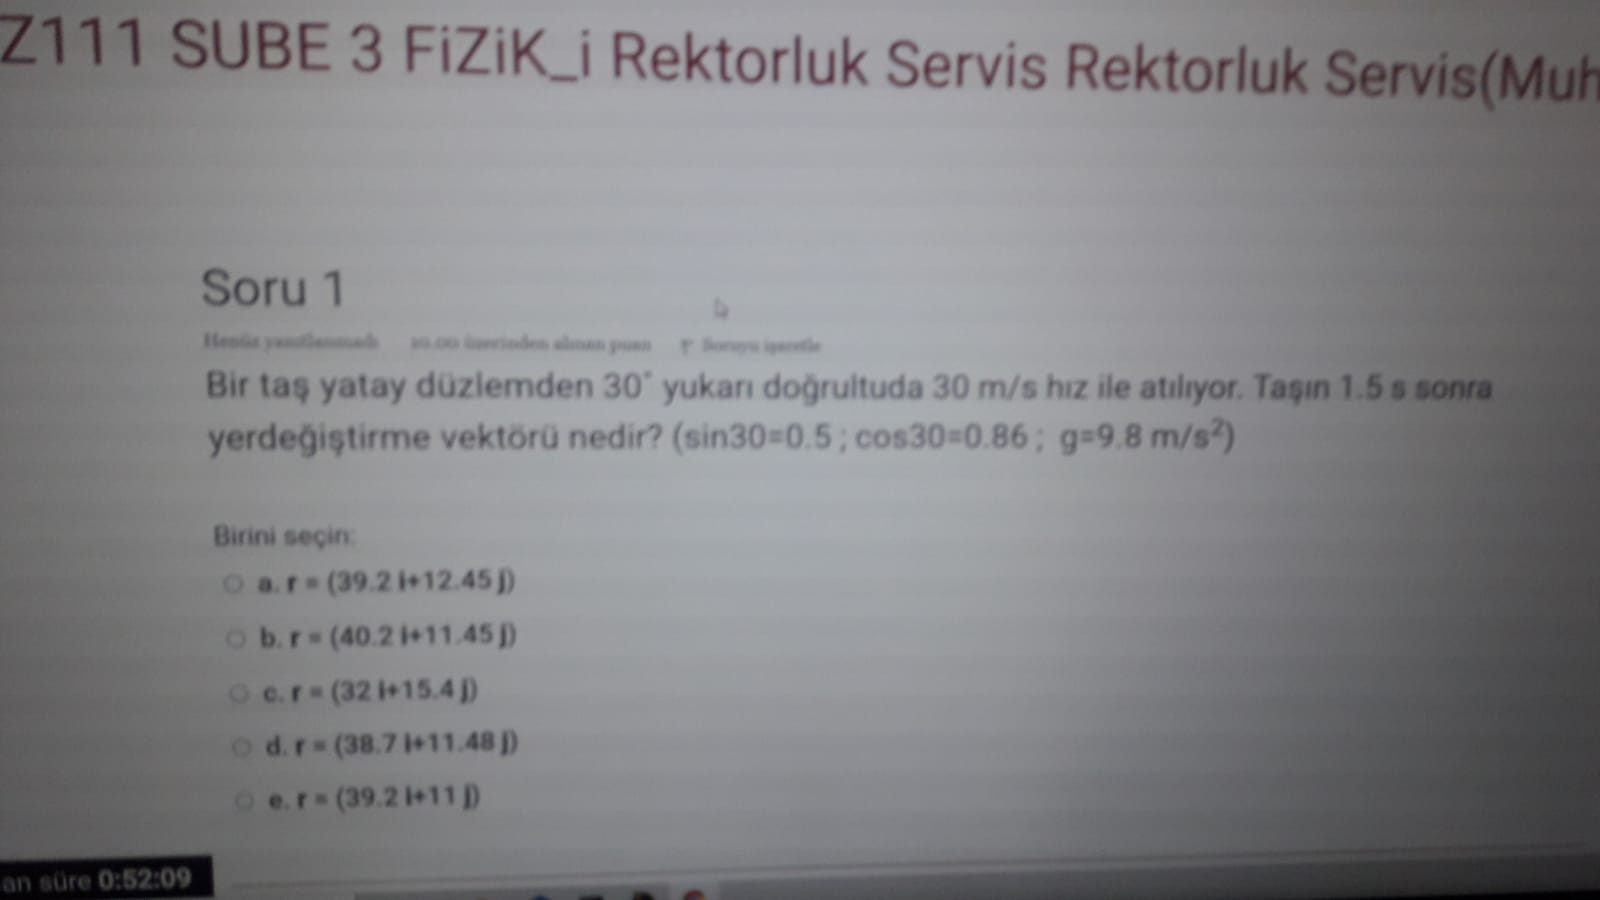 Z111 SUBE 3 FiZiK_i Rektorluk Servis Rektorluk Servis(Muh
Soru 1
Henüz yanıtlanmadı 10.00 üzerinden alınan puan Soruyu işaretle
Bir taş yatay düzlemden 30° yukarı doğrultuda 30 m/s hız ile atılıyor. Taşın 1.5 s sonra
yerdeğiştirme vektörü nedir? (sin30=0.5 ; cos30=0.86 ; g=9.8 m/s²)
Birini seçin:
a. r = (39.2 i+12.45 j)
b. r = (40.2 i+11.45 j)
c. r = (32 i+15.4 j)
d. r = (38.7 i+11.48 j)
e. r = (39.2 i+11 j)
an süre 0:52:09